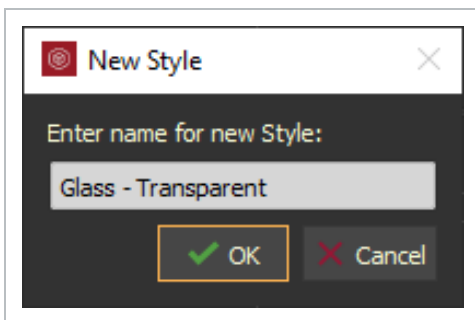 New Style
Enter name for new Style:
Glass - Transparent
OK Cancel